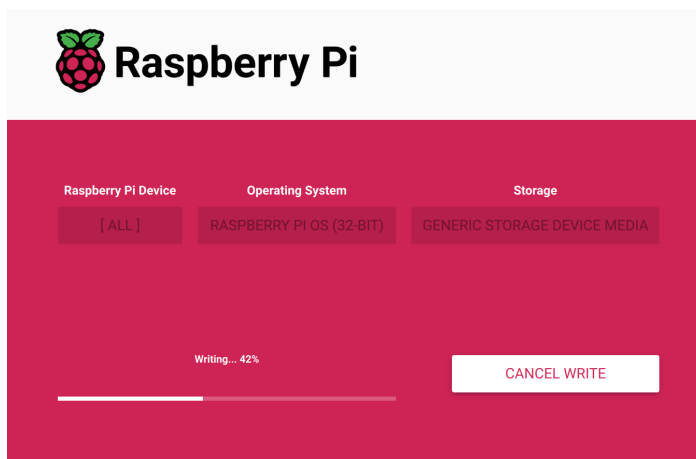 Raspberry Pi
Raspberry Pi Device
Operating System
Storage
[ ALL ]
RASPBERRY PI OS (32-BIT)
GENERIC STORAGE DEVICE MEDIA
Writing... 42%
CANCEL WRITE